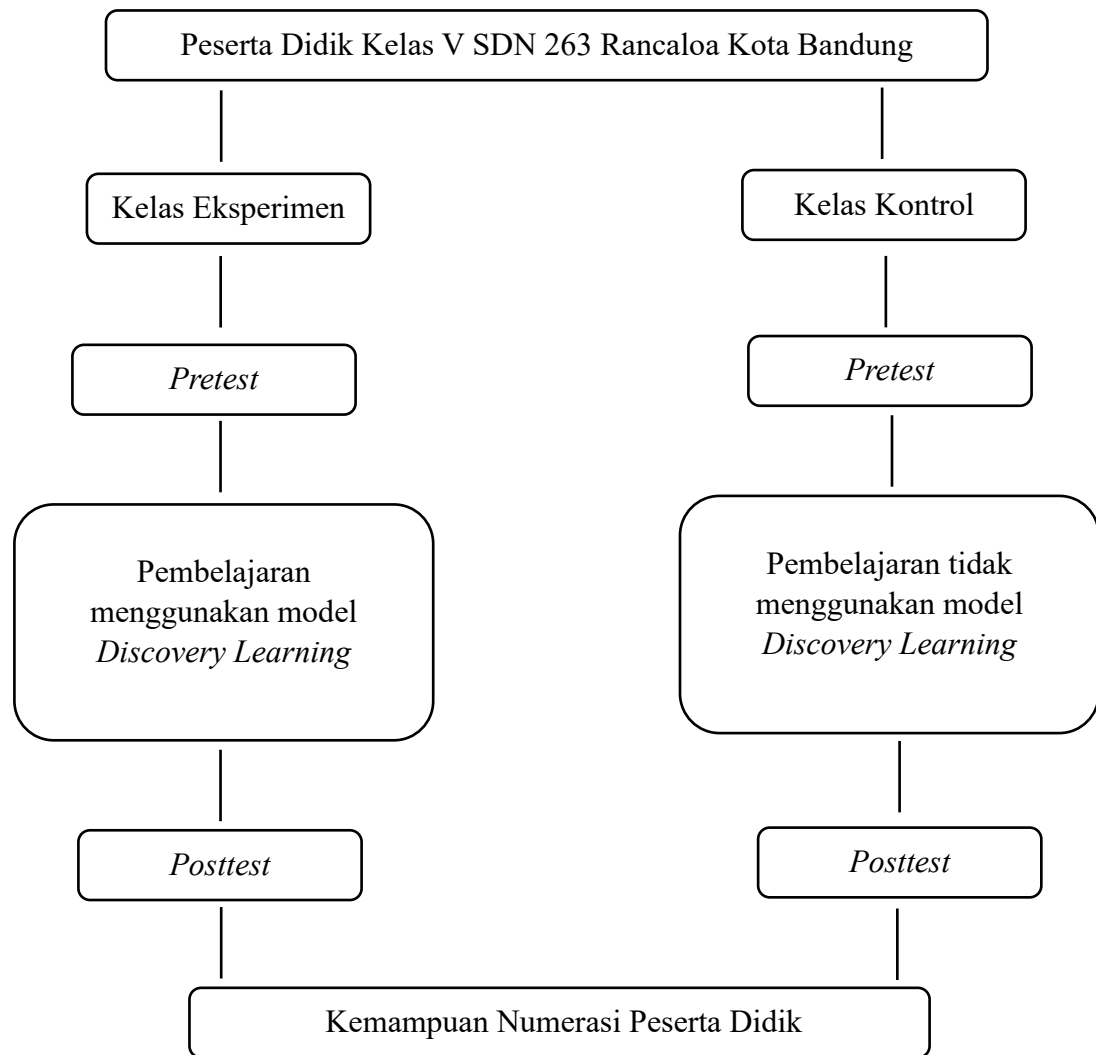 Peserta Didik Kelas V SDN 263 Rancaloa Kota Bandung
Kelas Eksperimen
Kelas Kontrol
Pretest
Pretest
Pembelajaran
menggunakan model
Discovery Learning
Pembelajaran tidak
menggunakan model
Discovery Learning
Posttest
Posttest
Kemampuan Numerasi Peserta Didik